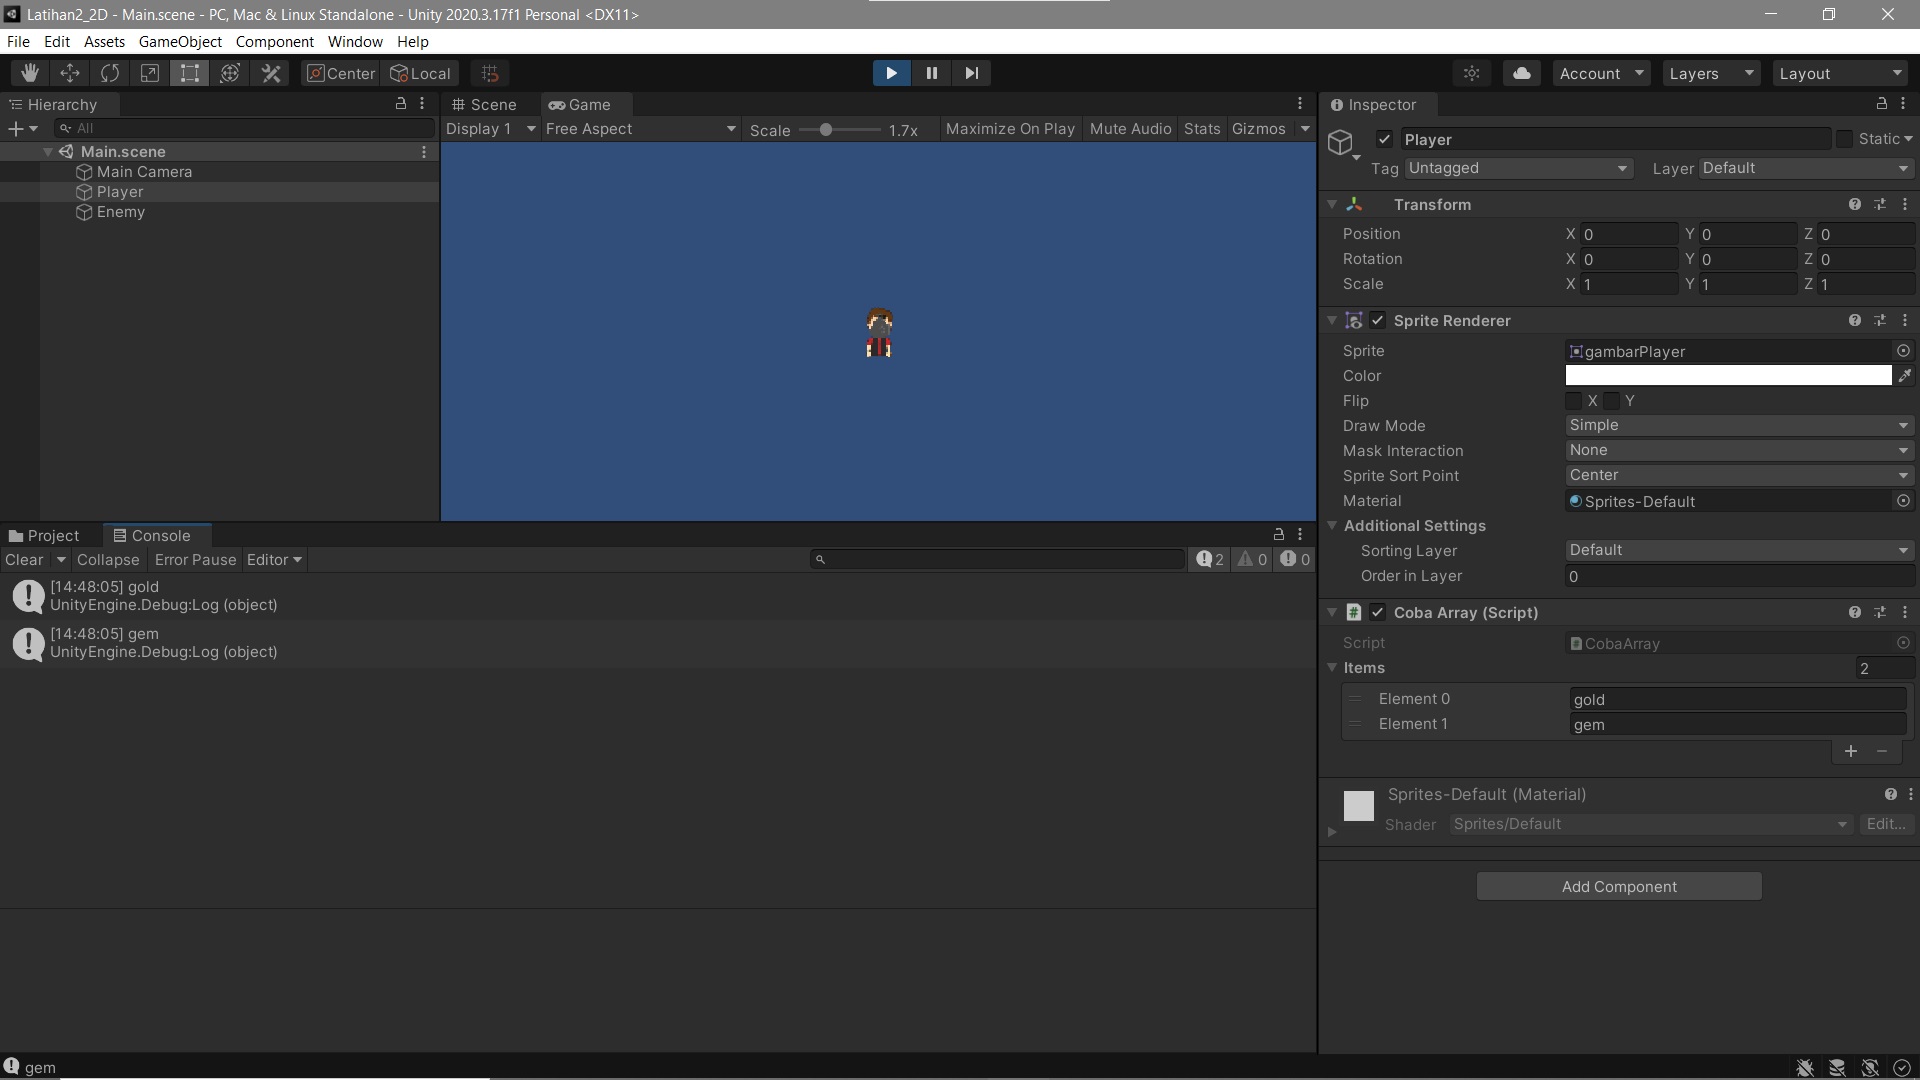 Latihan2_2D - Main.scene - PC, Mac & Linux Standalone - Unity 2020.3.17f1 Personal <DX11>
File Edit Assets GameObject Component Window Help
Center Local Account Layers Layout
Hierarchy
All
Main.scene
Main Camera
Player
Enemy
Scene Game
Display 1 Free Aspect Scale 1.7x Maximize On Play Mute Audio Stats Gizmos
Project Console
Clear Collapse Error Pause Editor 2 0 0
[14:48:05] gold
UnityEngine.Debug:Log (object)
[14:48:05] gem
UnityEngine.Debug:Log (object)
Inspector
Player Static
Tag Untagged Layer Default
Transform
Position X 0 Y 0 Z 0
Rotation X 0 Y 0 Z 0
Scale X 1 Y 1 Z 1
Sprite Renderer
Sprite gambarPlayer
Color
Flip X Y
Draw Mode Simple
Mask Interaction None
Sprite Sort Point Center
Material Sprites-Default
Additional Settings
Sorting Layer Default
Order in Layer 0
Coba Array (Script)
Script CobaArray
Items 2
Element 0 gold
Element 1 gem
Sprites-Default (Material)
Shader Sprites/Default Edit...
Add Component
gem